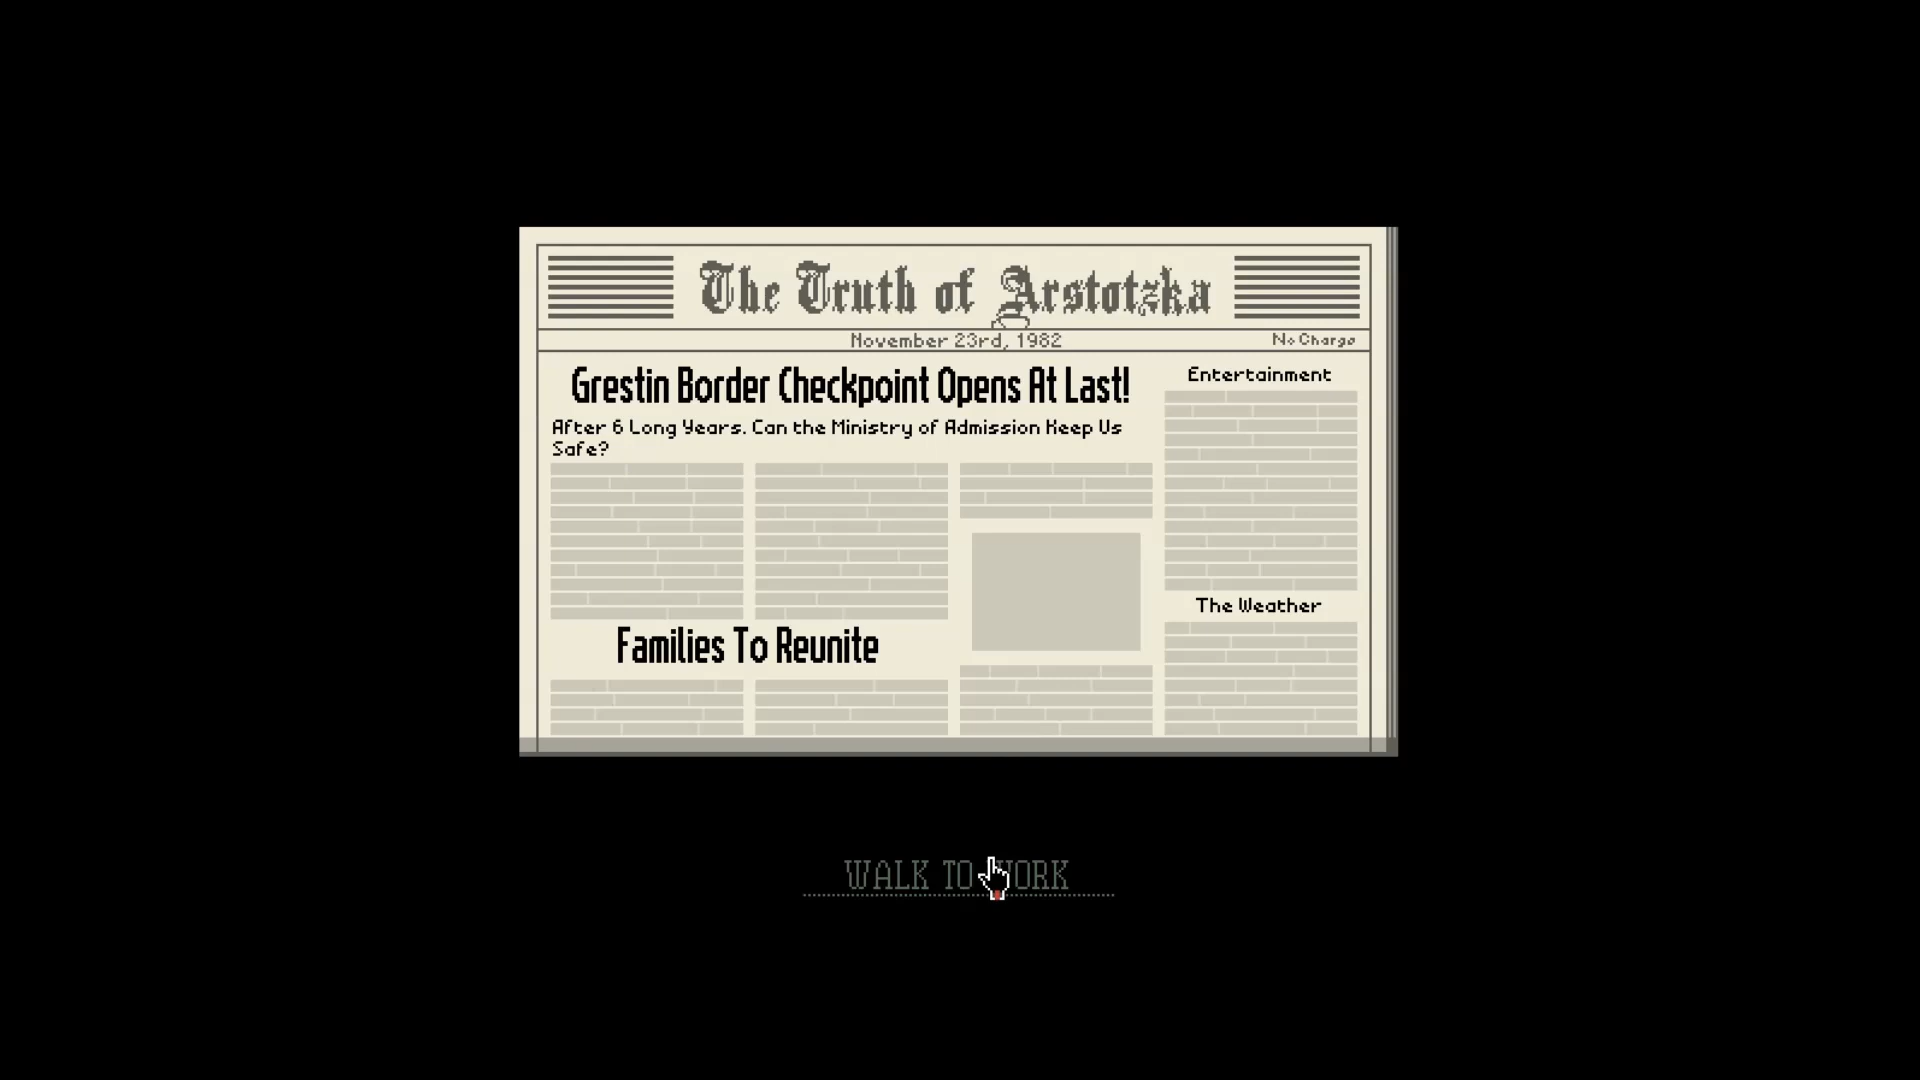 The Truth of Arstotzka
November 23rd, 1982
No Charge
Grestin Border Checkpoint Opens At Last!
After 6 Long Years. Can the Ministry of Admission Keep Us
Safe?
Families To Reunite
Entertainment
The Weather
WALK TO WORK